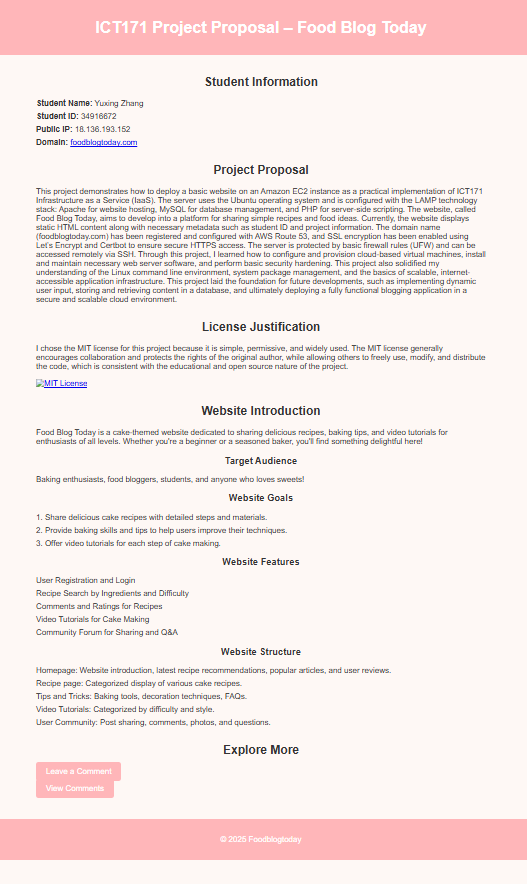 ICT171 Project Proposal – Food Blog Today
Student Information
Student Name: Yuxing Zhang
Student ID: 34916672
Public IP: 18.136.193.152
Domain: foodblogtoday.com
Project Proposal
This project demonstrates how to deploy a basic website on an Amazon EC2 instance as a practical implementation of ICT171
Infrastructure as a Service (IaaS). The server uses the Ubuntu operating system and is configured with the LAMP technology
stack: Apache for website hosting, MySQL for database management, and PHP for server-side scripting. The website, called
Food Blog Today, aims to develop into a platform for sharing simple recipes and food ideas. Currently, the website displays
static HTML content along with necessary metadata such as student ID and project information. The domain name
(foodblogtoday.com) has been registered and configured with AWS Route 53, and SSL encryption has been enabled using
Let's Encrypt and Certbot to ensure secure HTTPS access. The server is protected by basic firewall rules (UFW) and can be
accessed remotely via SSH. Through this project, I learned how to configure and provision cloud-based virtual machines, install
and maintain necessary web server software, and perform basic security hardening. This project also solidified my
understanding of the Linux command line environment, system package management, and the basics of scalable, internet-
accessible application infrastructure. This project laid the foundation for future developments, such as implementing dynamic
user input, storing and retrieving content in a database, and ultimately deploying a fully functional blogging application in a
secure and scalable cloud environment.
License Justification
I chose the MIT license for this project because it is simple, permissive, and widely used. The MIT license generally
encourages collaboration and protects the rights of the original author, while allowing others to freely use, modify, and distribute
the code, which is consistent with the educational and open source nature of the project.
MIT License
Website Introduction
Food Blog Today is a cake-themed website dedicated to sharing delicious recipes, baking tips, and video tutorials for
enthusiasts of all levels. Whether you're a beginner or a seasoned baker, you'll find something delightful here!
Target Audience
Baking enthusiasts, food bloggers, students, and anyone who loves sweets!
Website Goals
1. Share delicious cake recipes with detailed steps and materials.
2. Provide baking skills and tips to help users improve their techniques.
3. Offer video tutorials for each step of cake making.
Website Features
User Registration and Login
Recipe Search by Ingredients and Difficulty
Comments and Ratings for Recipes
Video Tutorials for Cake Making
Community Forum for Sharing and Q&A
Website Structure
Homepage: Website introduction, latest recipe recommendations, popular articles, and user reviews.
Recipe page: Categorized display of various cake recipes.
Tips and Tricks: Baking tools, decoration techniques, FAQs.
Video Tutorials: Categorized by difficulty and style.
User Community: Post sharing, comments, photos, and questions.
Explore More
Leave a Comment
View Comments
© 2025 Foodblogtoday